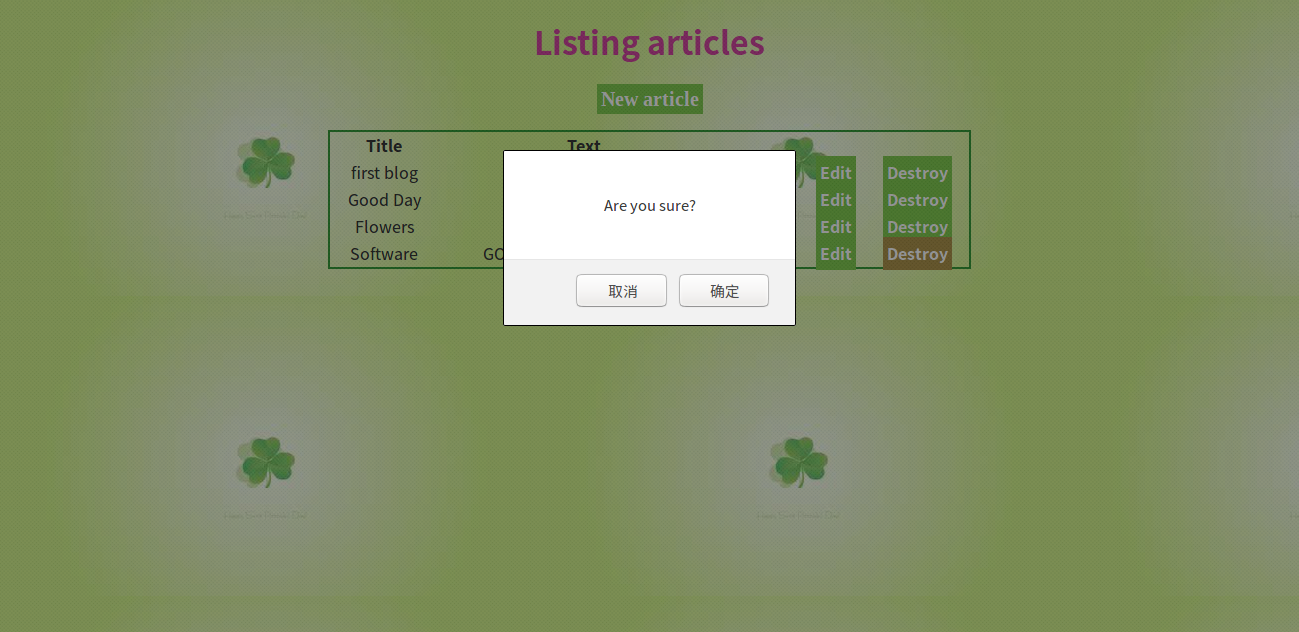 Listing articles
New article
Title Text
first blog Edit Destroy
Good Day Edit Destroy
Flowers Edit Destroy
Software GO Edit Destroy
Are you sure?
取消 确定